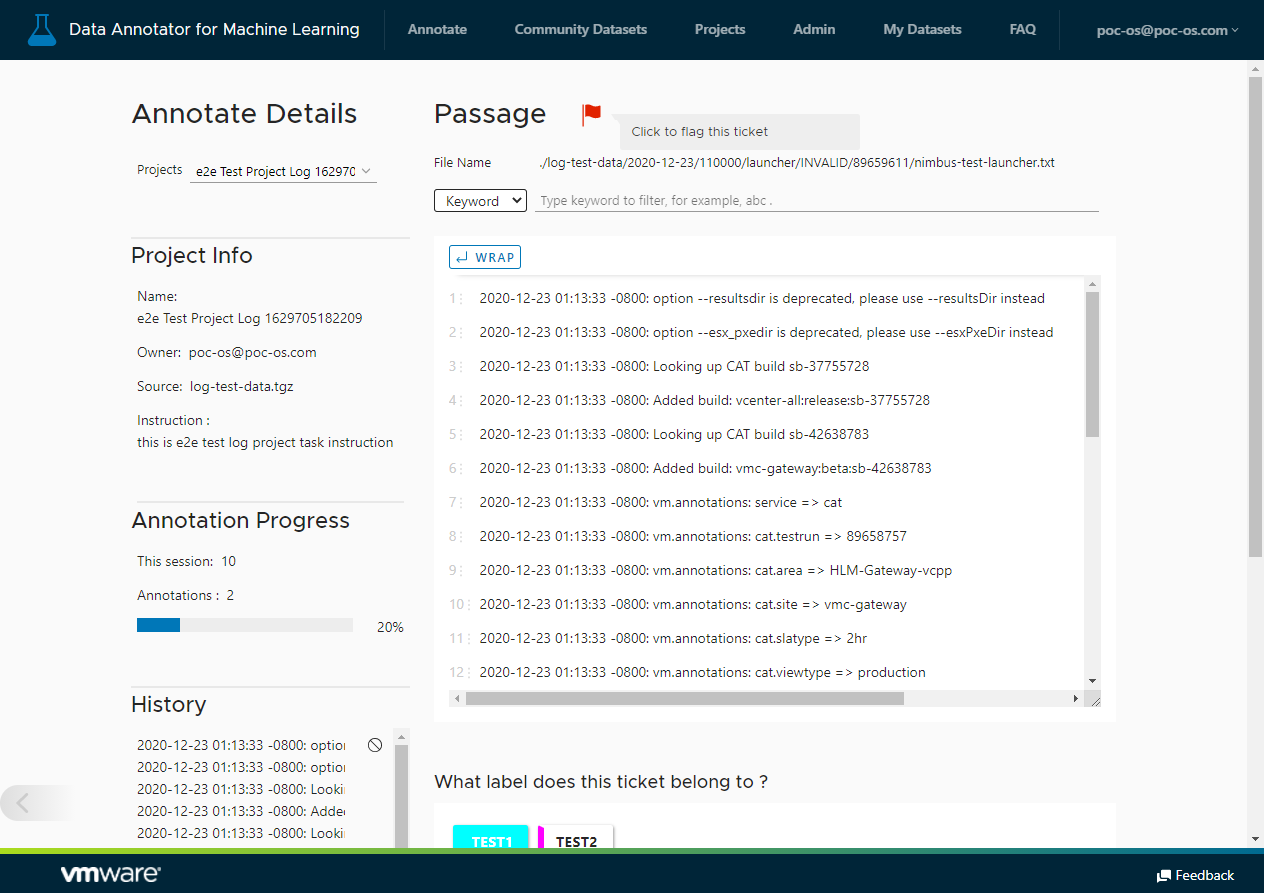 Data Annotator for Machine Learning
Annotate
Community Datasets
Projects
Admin
My Datasets
FAQ
poc-os@poc-os.com
Annotate Details
Projects
e2e Test Project Log 162970
Project Info
Name:
e2e Test Project Log 1629705182209
Owner: poc-os@poc-os.com
Source: log-test-data.tgz
Instruction :
this is e2e test log project task instruction
Annotation Progress
This session: 10
Annotations : 2
20%
History
2020-12-23 01:13:33 -0800: option
2020-12-23 01:13:33 -0800: option
2020-12-23 01:13:33 -0800: Looki
2020-12-23 01:13:33 -0800: Adde
2020-12-23 01:13:33 -0800: Looki
Passage
Click to flag this ticket
File Name
./log-test-data/2020-12-23/110000/launcher/INVALID/89659611/nimbus-test-launcher.txt
Keyword
Type keyword to filter, for example, abc .
WRAP
1 2020-12-23 01:13:33 -0800: option --resultsdir is deprecated, please use --resultsDir instead
2 2020-12-23 01:13:33 -0800: option --esx_pxedir is deprecated, please use --esxPxeDir instead
3 2020-12-23 01:13:33 -0800: Looking up CAT build sb-37755728
4 2020-12-23 01:13:33 -0800: Added build: vcenter-all:release:sb-37755728
5 2020-12-23 01:13:33 -0800: Looking up CAT build sb-42638783
6 2020-12-23 01:13:33 -0800: Added build: vmc-gateway:beta:sb-42638783
7 2020-12-23 01:13:33 -0800: vm.annotations: service => cat
8 2020-12-23 01:13:33 -0800: vm.annotations: cat.testrun => 89658757
9 2020-12-23 01:13:33 -0800: vm.annotations: cat.area => HLM-Gateway-vcpp
10 2020-12-23 01:13:33 -0800: vm.annotations: cat.site => vmc-gateway
11 2020-12-23 01:13:33 -0800: vm.annotations: cat.slatype => 2hr
12 2020-12-23 01:13:33 -0800: vm.annotations: cat.viewtype => production
What label does this ticket belong to ?
TEST1
TEST2
vmware
Feedback